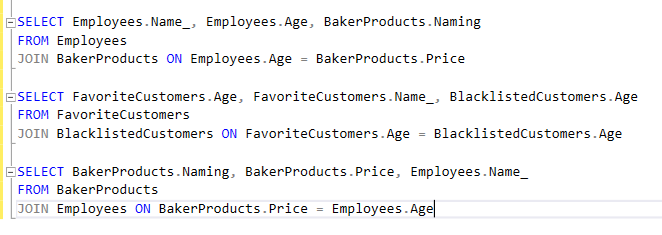 SELECT Employees.Name_, Employees.Age, BakerProducts.Naming
FROM Employees
JOIN BakerProducts ON Employees.Age = BakerProducts.Price
SELECT FavoriteCustomers.Age, FavoriteCustomers.Name_, BlacklistedCustomers.Age
FROM FavoriteCustomers
JOIN BlacklistedCustomers ON FavoriteCustomers.Age = BlacklistedCustomers.Age
SELECT BakerProducts.Naming, BakerProducts.Price, Employees.Name_
FROM BakerProducts
JOIN Employees ON BakerProducts.Price = Employees.Age